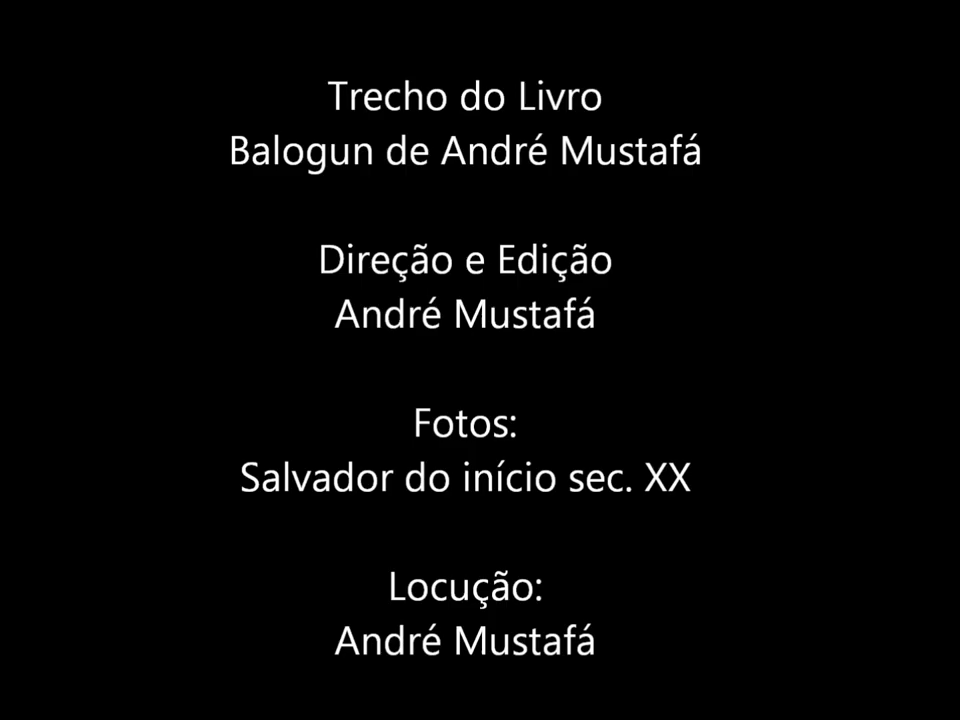 Trecho do Livro
Balogun de André Mustafá
Direção e Edição
André Mustafá
Fotos:
Salvador do início sec. XX
Locução:
André Mustafá